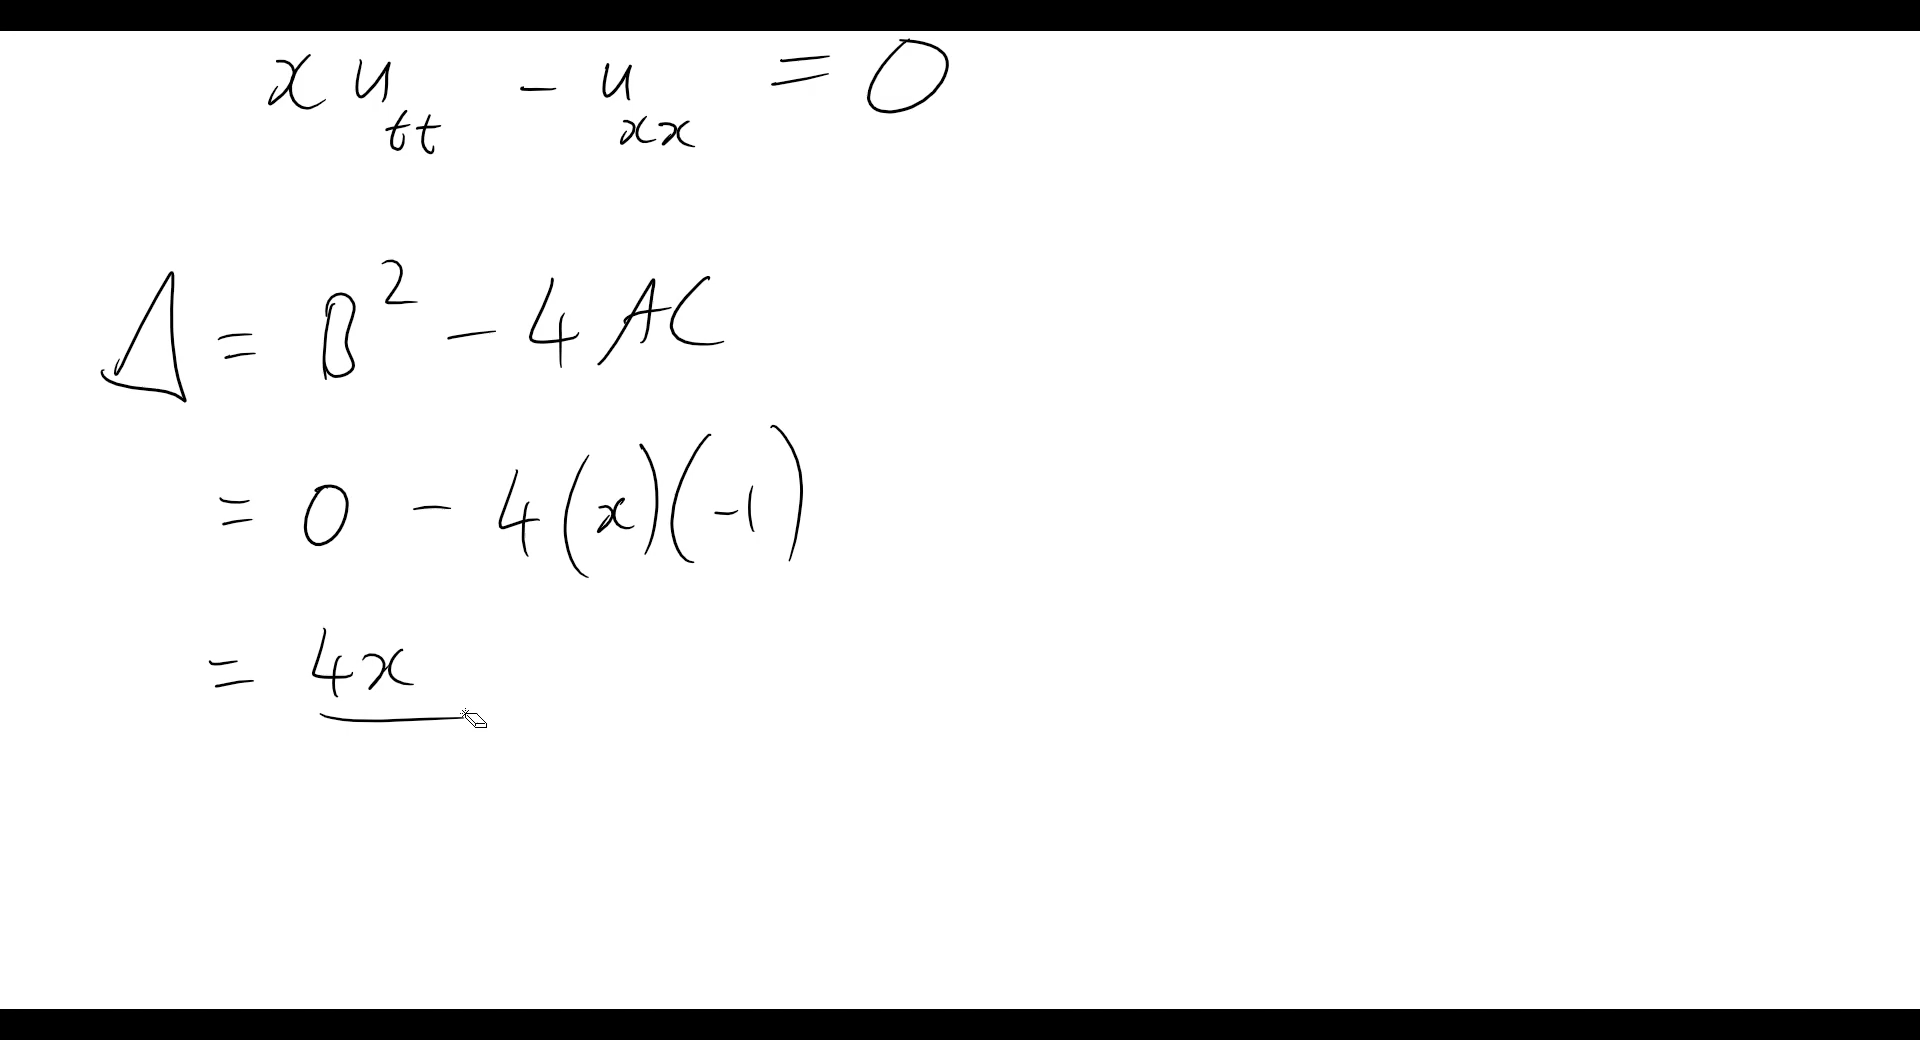 x u_tt - u_xx = 0
Δ = B² - 4AC
= 0 - 4(x)(-1)
= 4x